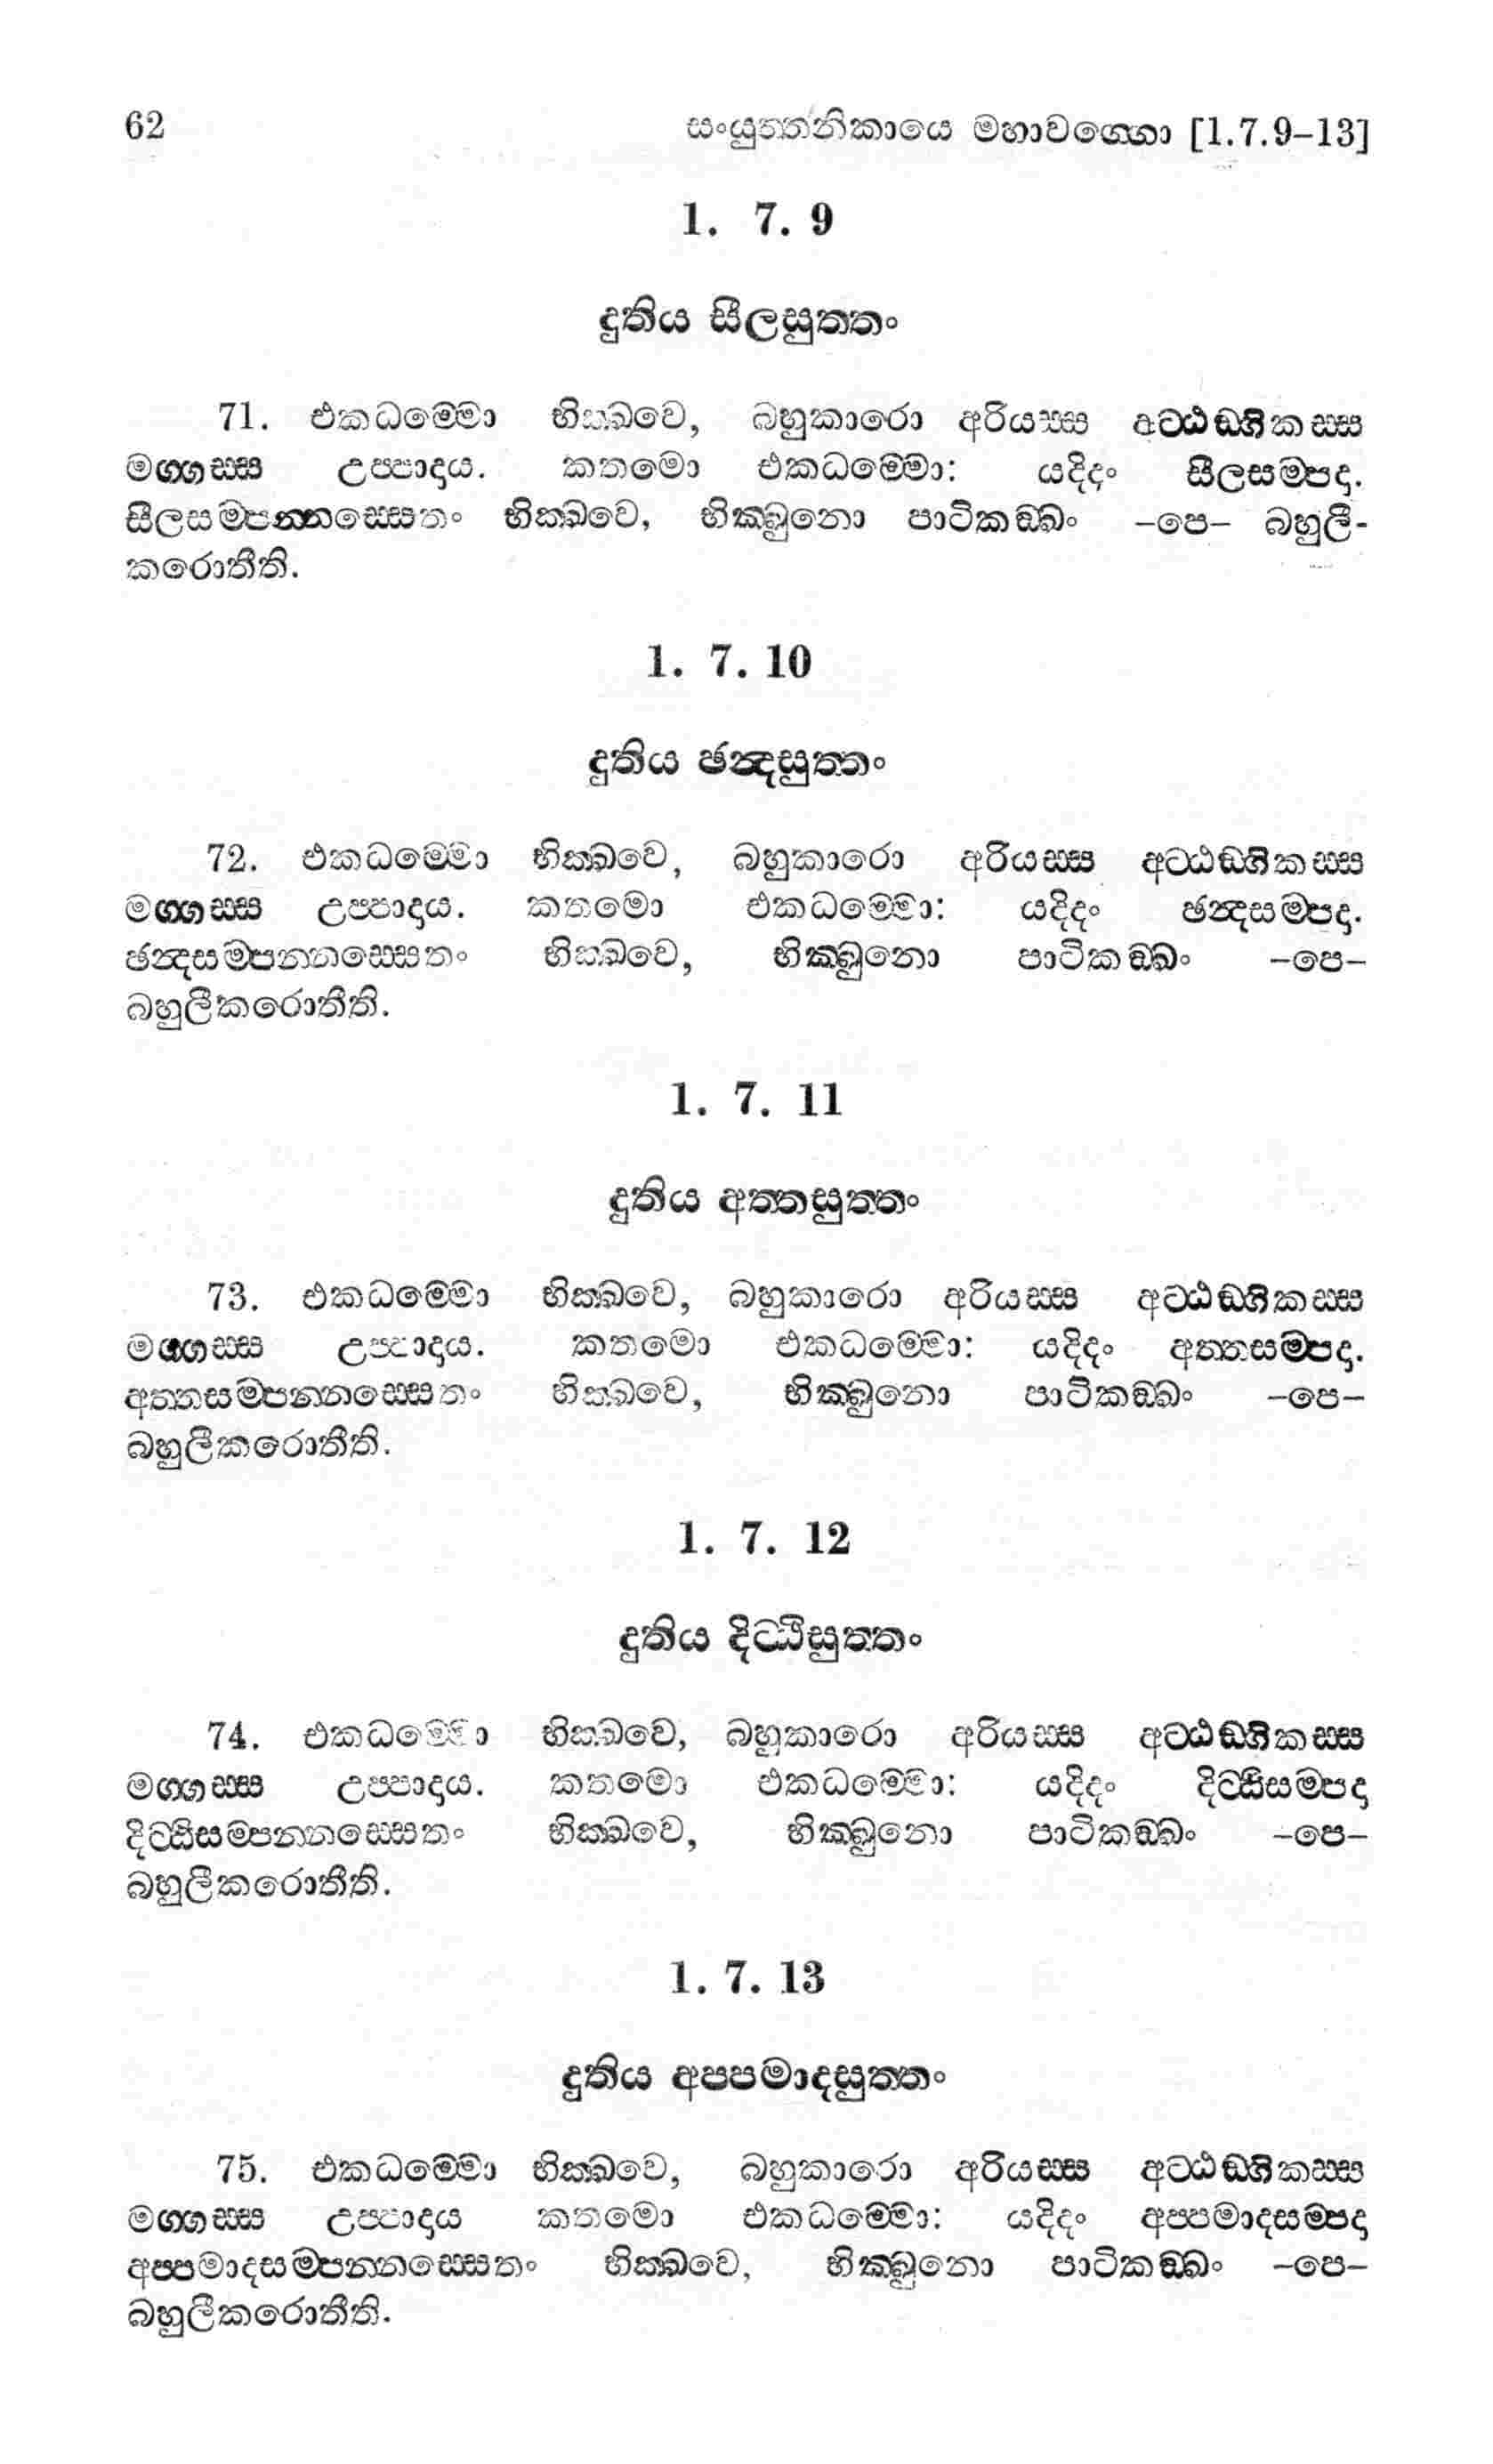 62 සංයුත්තනිකායෙ මහාවග්ගො [1.7.9–13]
1. 7. 9
දුතිය සීලසුත්තං
71. එකධම්මො භික්ඛවෙ, බහුකාරො අරියස්ස අට්ඨඞ්ගිකස්ස
මග්ගස්ස උප්පාදාය. කතමො එකධම්මො: යදිදං සීලසම්පදා.
සීලසම්පන්නස්සෙතං භික්ඛවෙ, භික්ඛුනො පාටිකඞ්ඛං –පෙ– බහුලී-
කරොතීති.
1. 7. 10
දුතිය ඡන්දසුත්තං
72. එකධම්මො භික්ඛවෙ, බහුකාරො අරියස්ස අට්ඨඞ්ගිකස්ස
මග්ගස්ස උප්පාදාය. කතමො එකධම්මො: යදිදං ඡන්දසම්පදා.
ඡන්දසම්පන්නස්සෙතං භික්ඛවෙ, භික්ඛුනො පාටිකඞ්ඛං –පෙ–
බහුලීකරොතීති.
1. 7. 11
දුතිය අත්තසුත්තං
73. එකධම්මො භික්ඛවෙ, බහුකාරො අරියස්ස අට්ඨඞ්ගිකස්ස
මග්ගස්ස උප්පාදාය. කතමො එකධම්මො: යදිදං අත්තසම්පදා.
අත්තසම්පන්නස්සෙතං භික්ඛවෙ, භික්ඛුනො පාටිකඞ්ඛං –පෙ–
බහුලීකරොතීති.
1. 7. 12
දුතිය දිට්ඨිසුත්තං
74. එකධම්මො භික්ඛවෙ, බහුකාරො අරියස්ස අට්ඨඞ්ගිකස්ස
මග්ගස්ස උප්පාදාය. කතමො එකධම්මො: යදිදං දිට්ඨිසම්පදා
දිට්ඨිසම්පන්නස්සෙතං භික්ඛවෙ, භික්ඛුනො පාටිකඞ්ඛං –පෙ–
බහුලීකරොතීති.
1. 7. 13
දුතිය අප්පමාදසුත්තං
75. එකධම්මො භික්ඛවෙ, බහුකාරො අරියස්ස අට්ඨඞ්ගිකස්ස
මග්ගස්ස උප්පාදාය කතමො එකධම්මො: යදිදං අප්පමාදසම්පදා
අප්පමාදසම්පන්නස්සෙතං භික්ඛවෙ, භික්ඛුනො පාටිකඞ්ඛං –පෙ–
බහුලීකරොතීති.